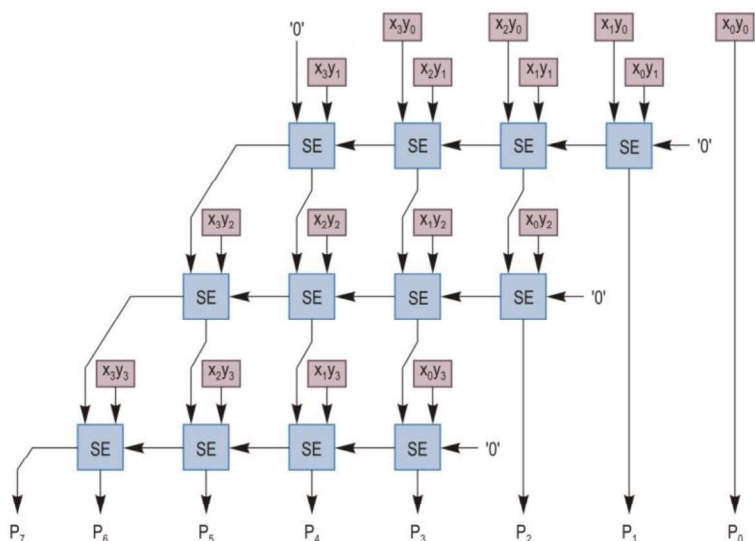 '0' x₃y₀ x₂y₀ x₁y₀ x₀y₀
x₃y₁ x₂y₁ x₁y₁ x₀y₁
SE SE SE SE '0'
x₃y₂ x₂y₂ x₁y₂ x₀y₂
SE SE SE SE '0'
x₃y₃ x₂y₃ x₁y₃ x₀y₃
SE SE SE SE '0'
P₇ P₆ P₅ P₄ P₃ P₂ P₁ P₀